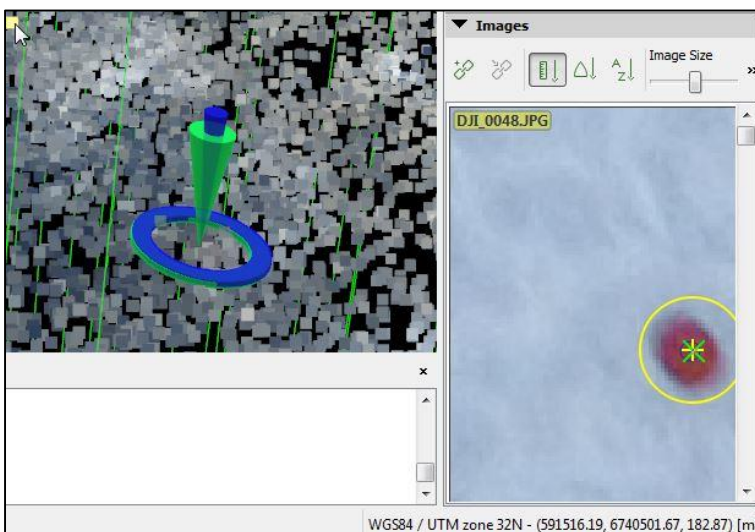 Images
Image Size
A
Z
»
DJI_0048.JPG
×
WGS84 / UTM zone 32N - (591516.19, 6740501.67, 182.87) [m